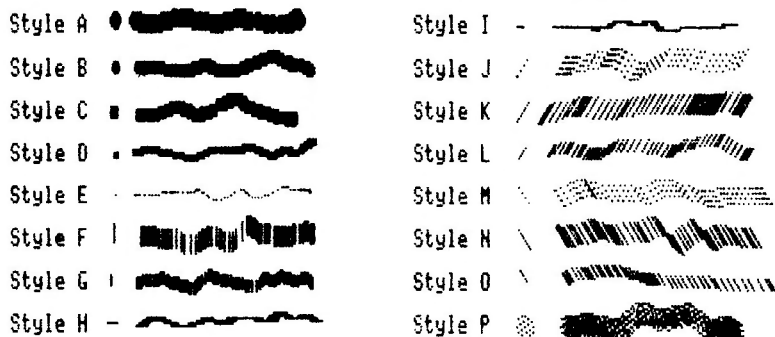 Style A
Style B
Style C
Style D
Style E
Style F
Style G
Style H
Style I
Style J
Style K
Style L
Style M
Style N
Style O
Style P